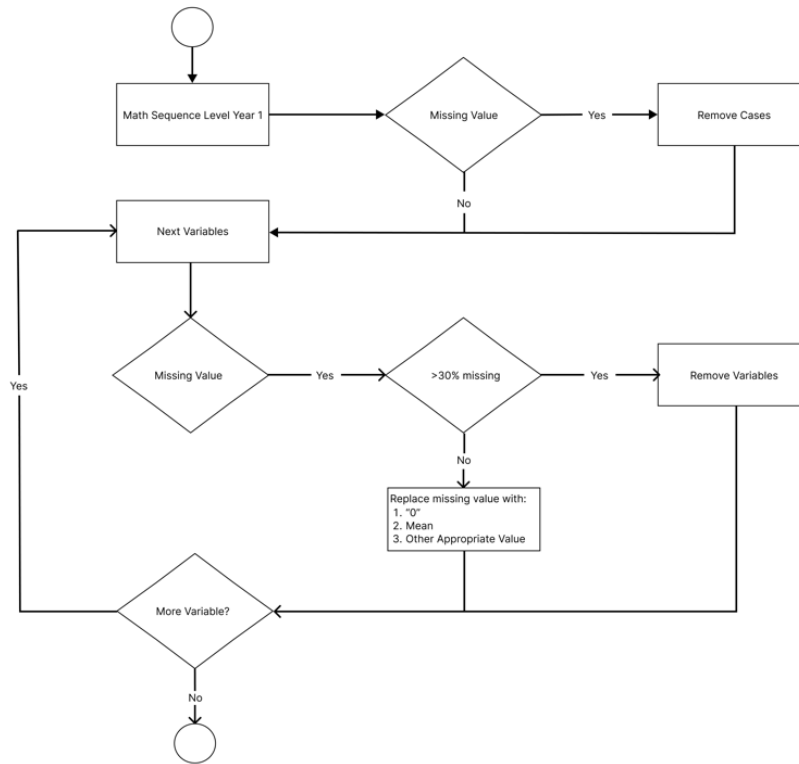 Math Sequence Level Year 1
Missing Value
Yes
Remove Cases
No
Next Variables
Yes
Missing Value
Yes
>30% missing
Yes
Remove Variables
No
Replace missing value with:
1. "0"
2. Mean
3. Other Appropriate Value
More Variable?
No